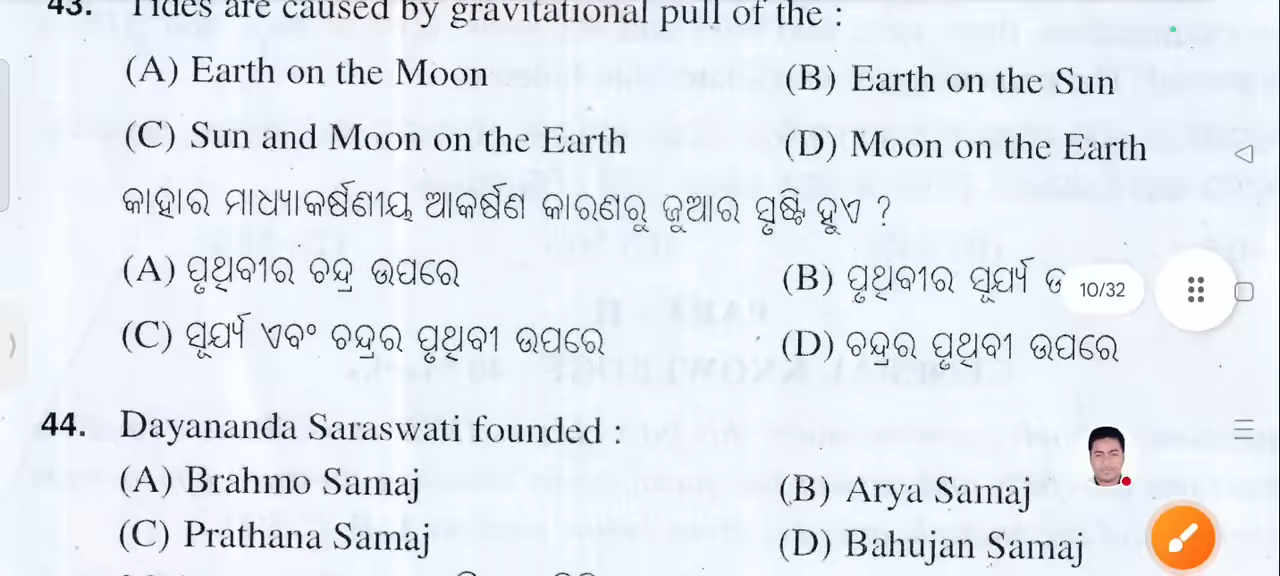 43. Tides are caused by gravitational pull of the :
(A) Earth on the Moon (B) Earth on the Sun
(C) Sun and Moon on the Earth (D) Moon on the Earth
କାହାର ମାଧ୍ୟାକର୍ଷଣୀୟ ଆକର୍ଷଣ କାରଣରୁ ଜୁଆର ସୃଷ୍ଟି ହୁଏ ?
(A) ପୃଥିବୀର ଚନ୍ଦ୍ର ଉପରେ (B) ପୃଥିବୀର ସୂର୍ଯ୍ୟ
10/32
(C) ସୂର୍ଯ୍ୟ ଏବଂ ଚନ୍ଦ୍ରର ପୃଥିବୀ ଉପରେ (D) ଚନ୍ଦ୍ରର ପୃଥିବୀ ଉପରେ
44. Dayananda Saraswati founded :
(A) Brahmo Samaj (B) Arya Samaj
(C) Prathana Samaj (D) Bahujan Samaj